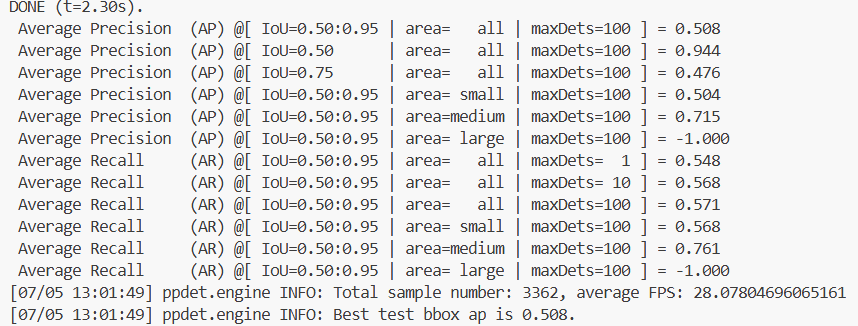 DONE (t=2.30s).
Average Precision  (AP) @[ IoU=0.50:0.95 | area=   all | maxDets=100 ] = 0.508
Average Precision  (AP) @[ IoU=0.50      | area=   all | maxDets=100 ] = 0.944
Average Precision  (AP) @[ IoU=0.75      | area=   all | maxDets=100 ] = 0.476
Average Precision  (AP) @[ IoU=0.50:0.95 | area= small | maxDets=100 ] = 0.504
Average Precision  (AP) @[ IoU=0.50:0.95 | area=medium | maxDets=100 ] = 0.715
Average Precision  (AP) @[ IoU=0.50:0.95 | area= large | maxDets=100 ] = -1.000
Average Recall     (AR) @[ IoU=0.50:0.95 | area=   all | maxDets=  1 ] = 0.548
Average Recall     (AR) @[ IoU=0.50:0.95 | area=   all | maxDets= 10 ] = 0.568
Average Recall     (AR) @[ IoU=0.50:0.95 | area=   all | maxDets=100 ] = 0.571
Average Recall     (AR) @[ IoU=0.50:0.95 | area= small | maxDets=100 ] = 0.568
Average Recall     (AR) @[ IoU=0.50:0.95 | area=medium | maxDets=100 ] = 0.761
Average Recall     (AR) @[ IoU=0.50:0.95 | area= large | maxDets=100 ] = -1.000
[07/05 13:01:49] ppdet.engine INFO: Total sample number: 3362, average FPS: 28.07804696065161
[07/05 13:01:49] ppdet.engine INFO: Best test bbox ap is 0.508.